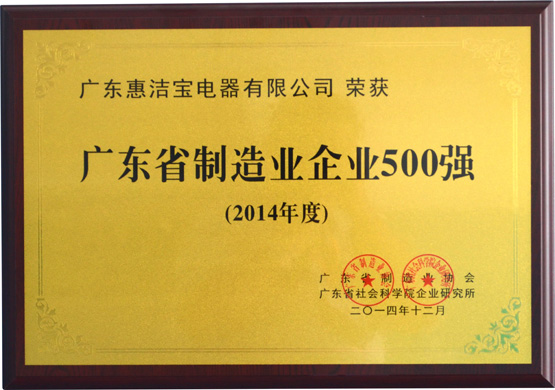 广东惠洁宝电器有限公司 荣获
广东省制造业企业500强
(2014年度)
广东省制造业协会
广东省社会科学院企业研究所
二〇一四年十二月